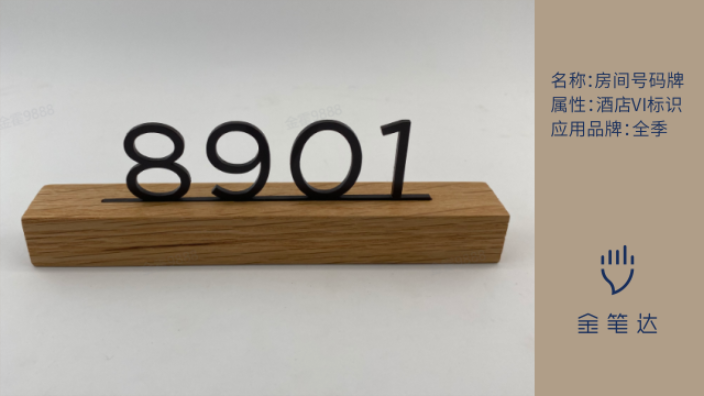 8901
名称:房间号码牌
属性:酒店VI标识
应用品牌:全季
金笔达